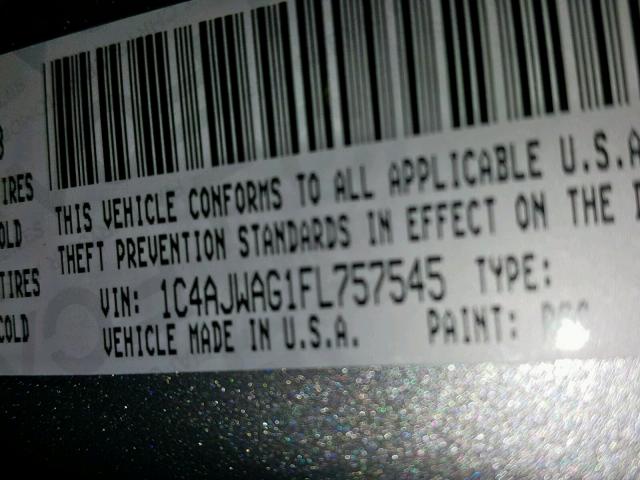 IRES
OLD
TIRES
COLD
THIS VEHICLE CONFORMS TO ALL APPLICABLE U.S.A
THEFT PREVENTION STANDARDS IN EFFECT ON THE
VIN: 1C4AJWAG1FL757545 TYPE:
VEHICLE MADE IN U.S.A. PAINT: